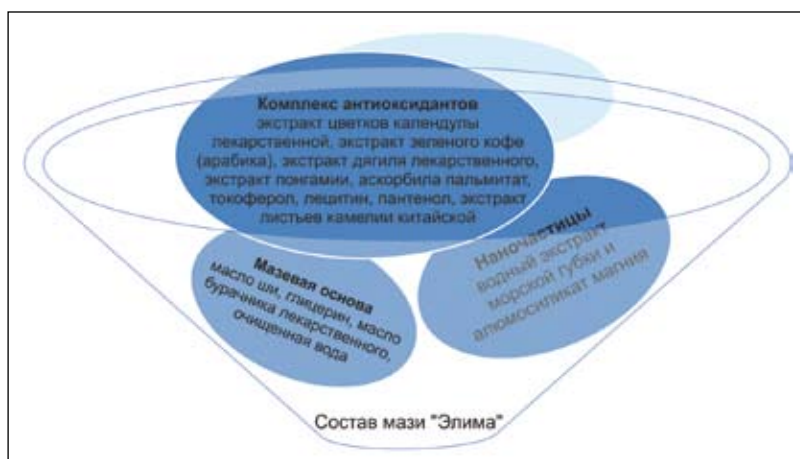 Комплекс антиоксидантов
экстракт цветков календулы
лекарственной, экстракт зеленого кофе
(арабика), экстракт дягиля лекарственного,
экстракт понгамии, аскорбила пальмитат,
токоферол, лецитин, пантенол, экстракт
листьев камелии китайской
Мазевая основа
масло ши, глицерин, масло
бурачника лекарственного,
очищенная вода
Наночастицы
водный экстракт
морской губки и
алюмосиликат магния
Состав мази "Элима"